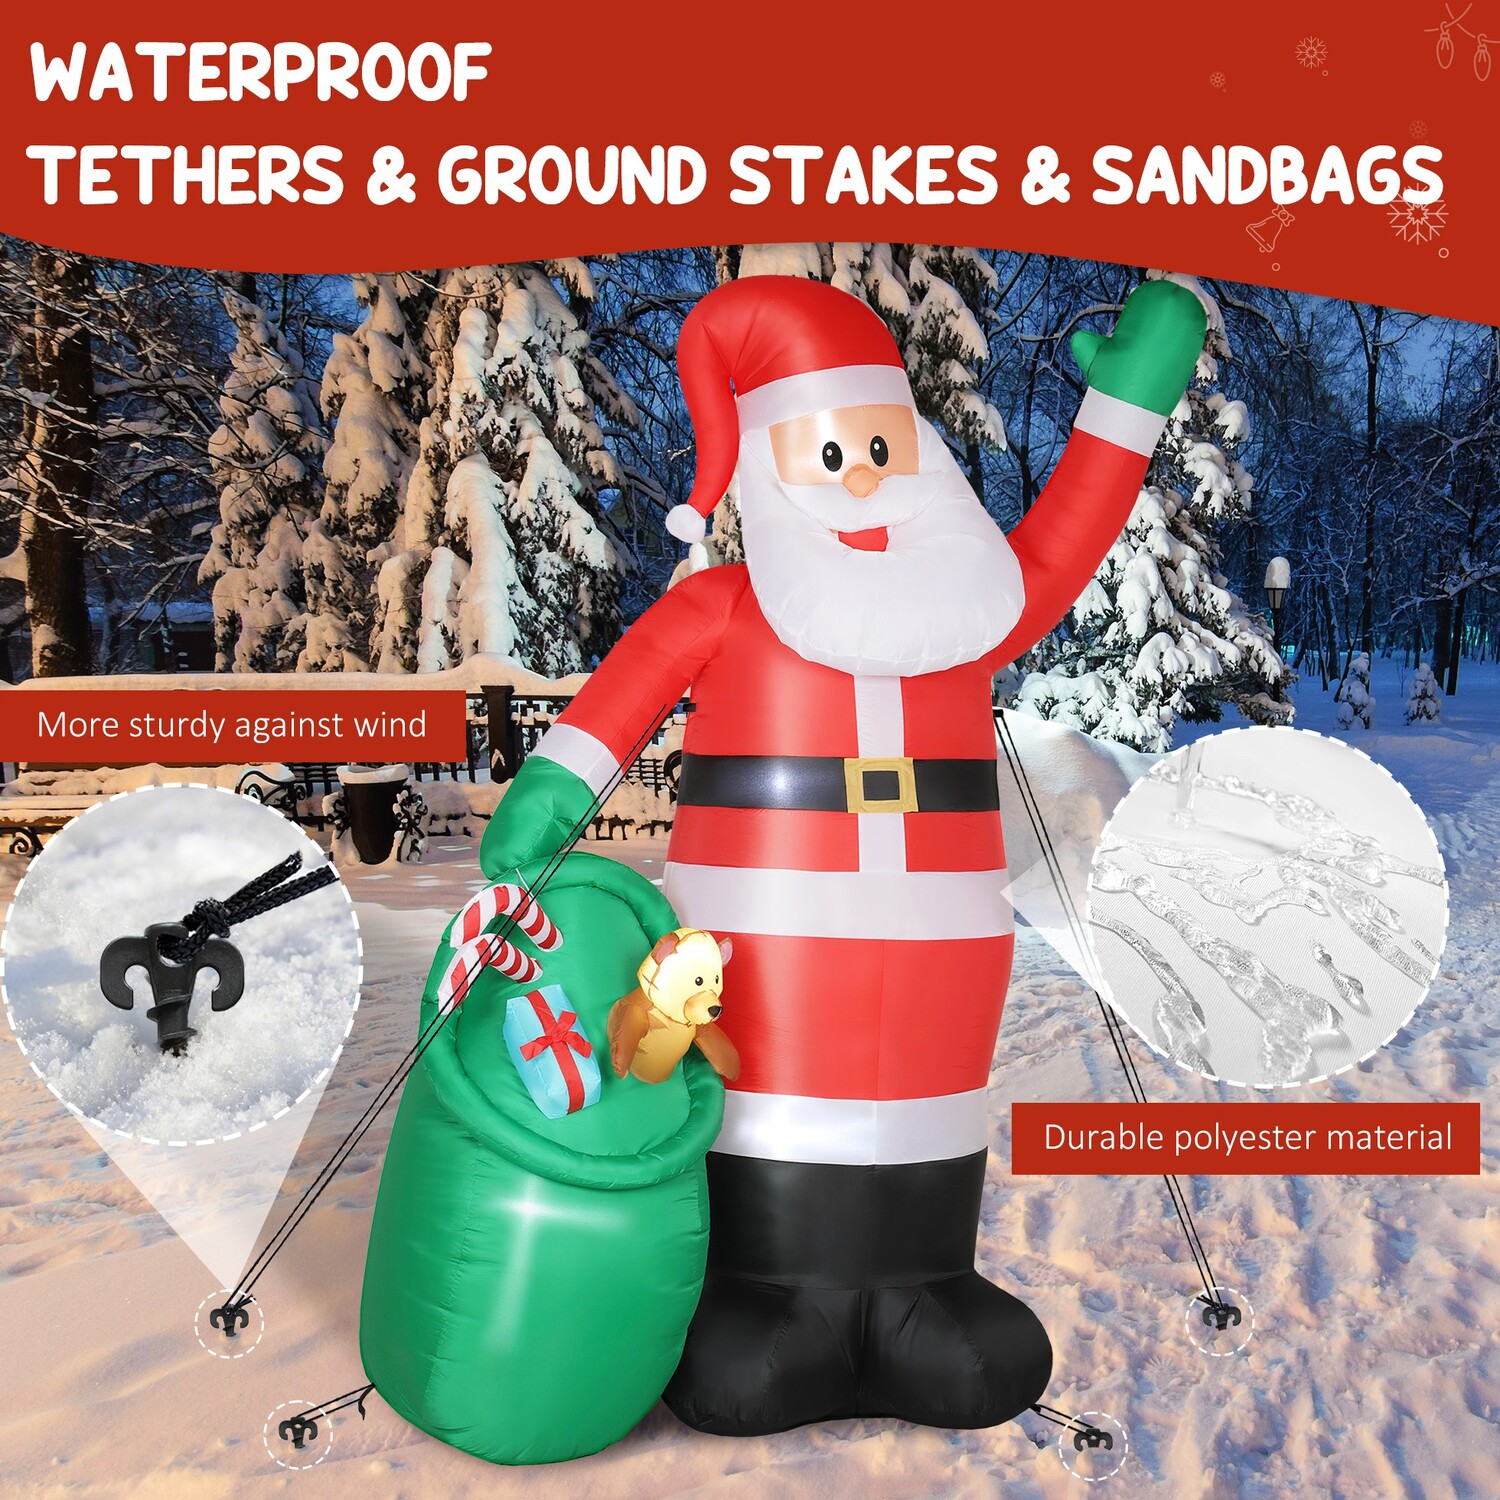 WATERPROOF
TETHERS & GROUND STAKES & SANDBAGS
More sturdy against wind
Durable polyester material